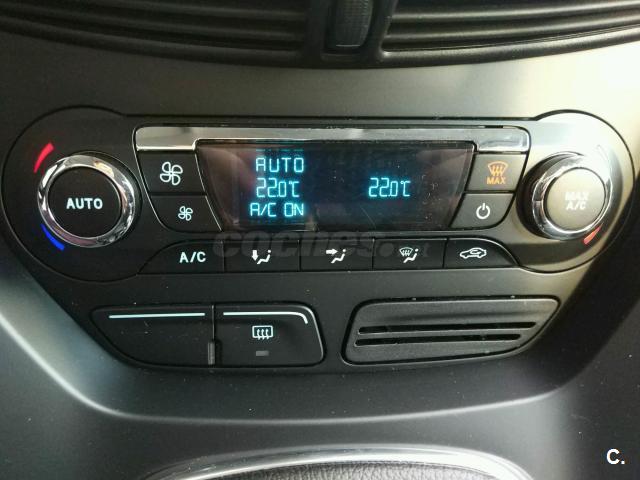 AUTO
22.0°C 22.0°C
A/C ON
AUTO
MAX
MAX
A/C
A/C
coches.net
C.